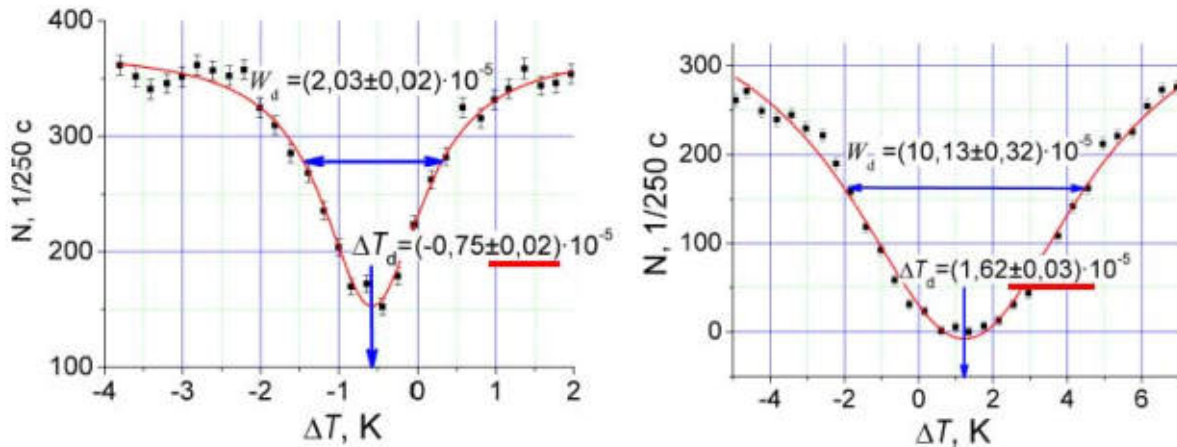 400
300
200
100
N, 1/250 c
W_d=(2,03±0,02)·10⁻⁵
ΔT_d=(-0,75±0,02)·10⁻⁵
-4 -3 -2 -1 0 1 2
ΔT, K
300
200
100
0
N, 1/250 c
W_d=(10,13±0,32)·10⁻⁵
ΔT_d=(1,62±0,03)·10⁻⁵
-4 -2 0 2 4 6
ΔT, K